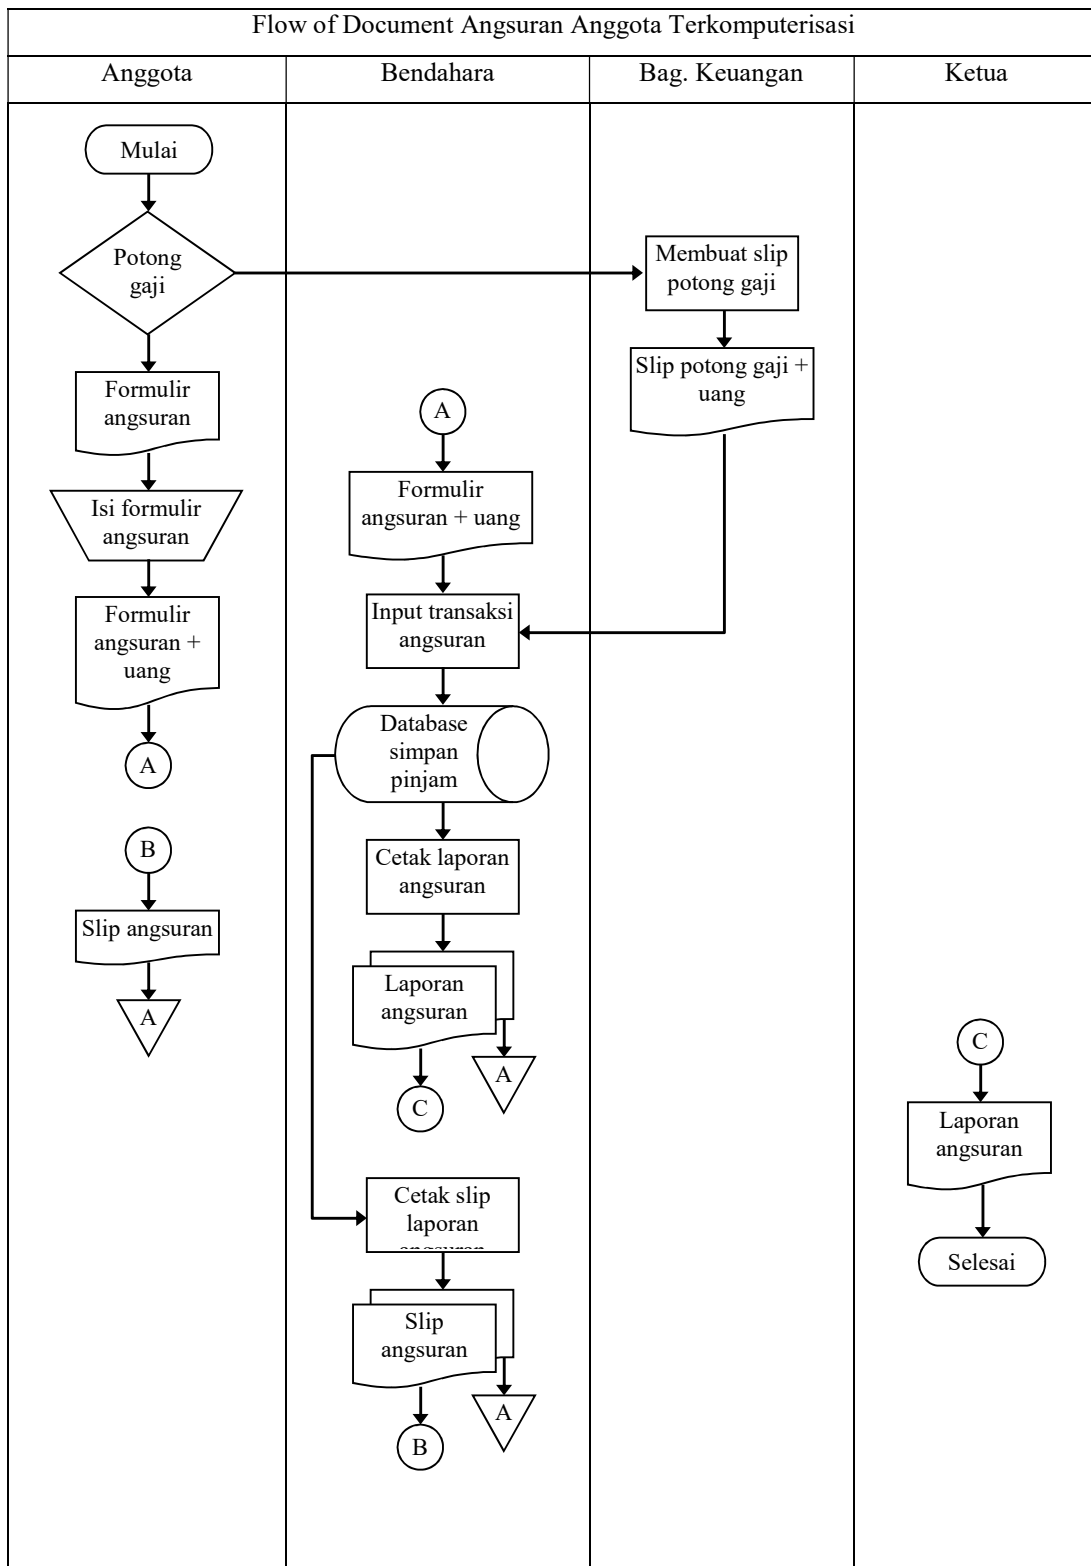 Flow of Document Angsuran Anggota Terkomputerisasi
Anggota
Bendahara
Bag. Keuangan
Ketua
Mulai
Potong
gaji
Formulir
angsuran
Isi formulir
angsuran
Formulir
angsuran +
uang
A
B
Slip angsuran
A
A
Formulir
angsuran + uang
Input transaksi
angsuran
Database
simpan
pinjam
Cetak laporan
angsuran
Laporan
angsuran
A
C
Cetak slip
laporan
Slip
angsuran
A
B
Membuat slip
potong gaji
Slip potong gaji +
uang
C
Laporan
angsuran
Selesai